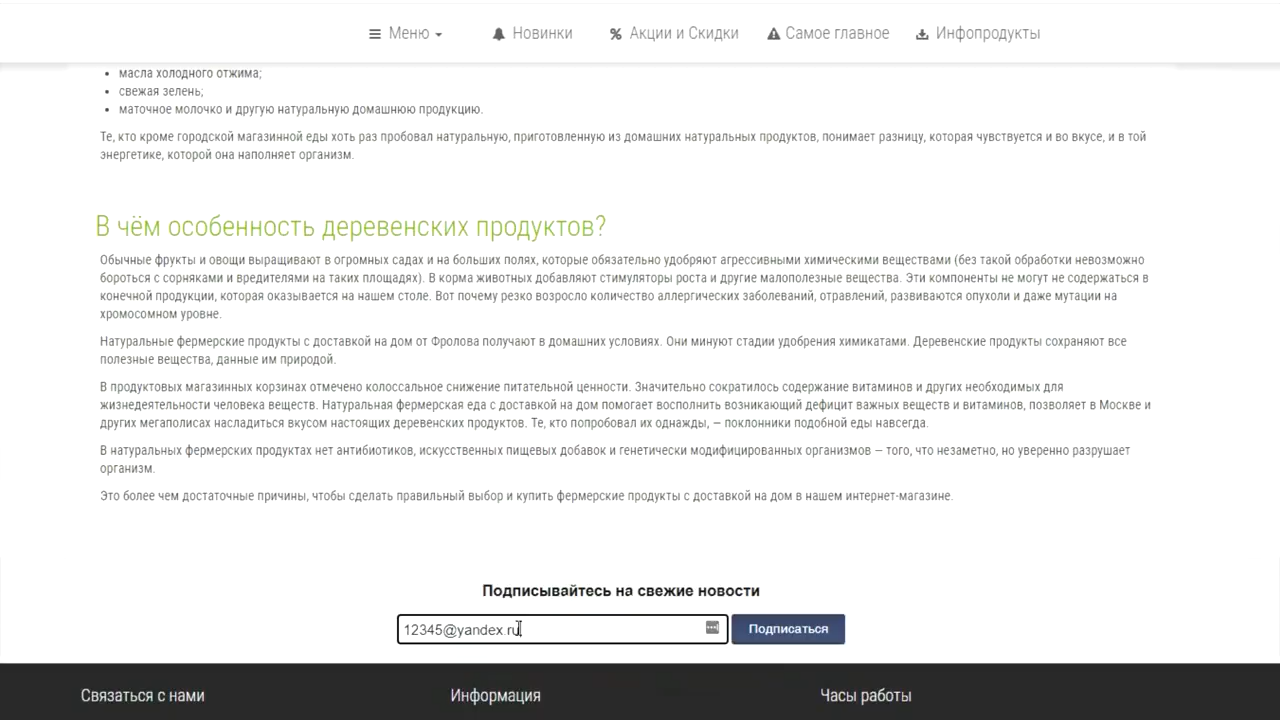 Меню
Новинки
Акции и Скидки
Самое главное
Инфопродукты
масла холодного отжима;
свежая зелень;
маточное молочко и другую натуральную домашнюю продукцию.
Те, кто кроме городской магазинной еды хоть раз пробовал натуральную, приготовленную из домашних натуральных продуктов, понимает разницу, которая чувствуется и во вкусе, и в той
энергетике, которой она наполняет организм.
В чём особенность деревенских продуктов?
Обычные фрукты и овощи выращивают в огромных садах и на больших полях, которые обязательно удобряют агрессивными химическими веществами (без такой обработки невозможно
бороться с сорняками и вредителями на таких площадях). В корма животных добавляют стимуляторы роста и другие малополезные вещества. Эти компоненты не могут не содержаться в
конечной продукции, которая оказывается на нашем столе. Вот почему резко возросло количество аллергических заболеваний, отравлений, развиваются опухоли и даже мутации на
хромосомном уровне.
Натуральные фермерские продукты с доставкой на дом от Фролова получают в домашних условиях. Они минуют стадии удобрения химикатами. Деревенские продукты сохраняют все
полезные вещества, данные им природой.
В продуктовых магазинных корзинах отмечено колоссальное снижение питательной ценности. Значительно сократилось содержание витаминов и других необходимых для
жизнедеятельности человека веществ. Натуральная фермерская еда с доставкой на дом помогает восполнить возникающий дефицит важных веществ и витаминов, позволяет в Москве и
других мегаполисах насладиться вкусом настоящих деревенских продуктов. Те, кто попробовал их однажды, — поклонники подобной еды навсегда.
В натуральных фермерских продуктах нет антибиотиков, искусственных пищевых добавок и генетически модифицированных организмов — того, что незаметно, но уверенно разрушает
организм.
Это более чем достаточные причины, чтобы сделать правильный выбор и купить фермерские продукты с доставкой на дом в нашем интернет-магазине.
Подписывайтесь на свежие новости
12345@yandex.ru
Подписаться
Связаться с нами
Информация
Часы работы